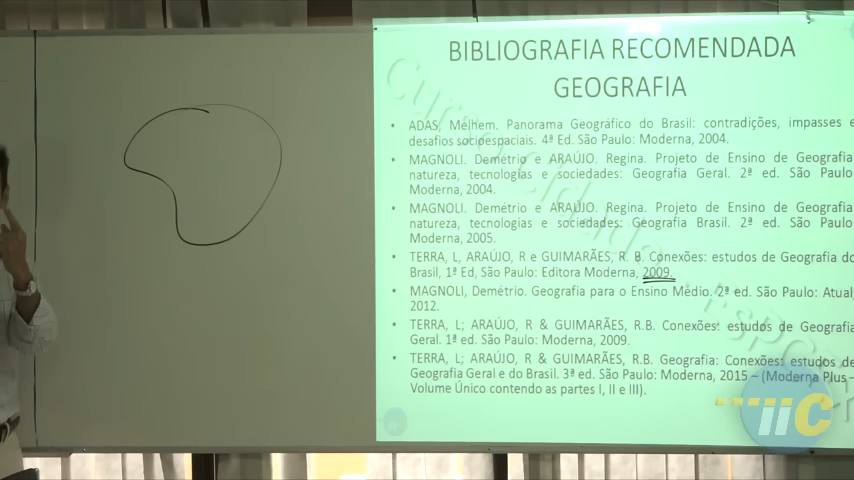 BIBLIOGRAFIA RECOMENDADA
GEOGRAFIA
• ADAS, Melhem. Panorama Geográfico do Brasil: contradições, impasses e
desafios socioespaciais. 4ª Ed. São Paulo: Moderna, 2004.
• MAGNOLI. Demétrio e ARAÚJO. Regina. Projeto de Ensino de Geografia
natureza, tecnologias e sociedades: Geografia Geral. 2ª ed. São Paulo
Moderna, 2004.
• MAGNOLI. Demétrio e ARAÚJO. Regina. Projeto de Ensino de Geografia
natureza, tecnologias e sociedades: Geografia Brasil. 2ª ed. São Paulo
Moderna, 2005.
• TERRA, L, ARAÚJO, R e GUIMARÃES, R. B. Conexões: estudos de Geografia do
Brasil, 1ª Ed, São Paulo: Editora Moderna, 2009.
• MAGNOLI, Demétrio. Geografia para o Ensino Médio. 2ª ed. São Paulo: Atual,
2012.
• TERRA, L; ARAÚJO, R & GUIMARÃES, R.B. Conexões: estudos de Geografia
Geral. 1ª ed. São Paulo: Moderna, 2009.
• TERRA, L; ARAÚJO, R & GUIMARÃES, R.B. Geografia: Conexões: estudos de
Geografia Geral e do Brasil. 3ª ed. São Paulo: Moderna, 2015 – (Moderna Plus –
Volume Único contendo as partes I, II e III).
Curso Cidade
iiC